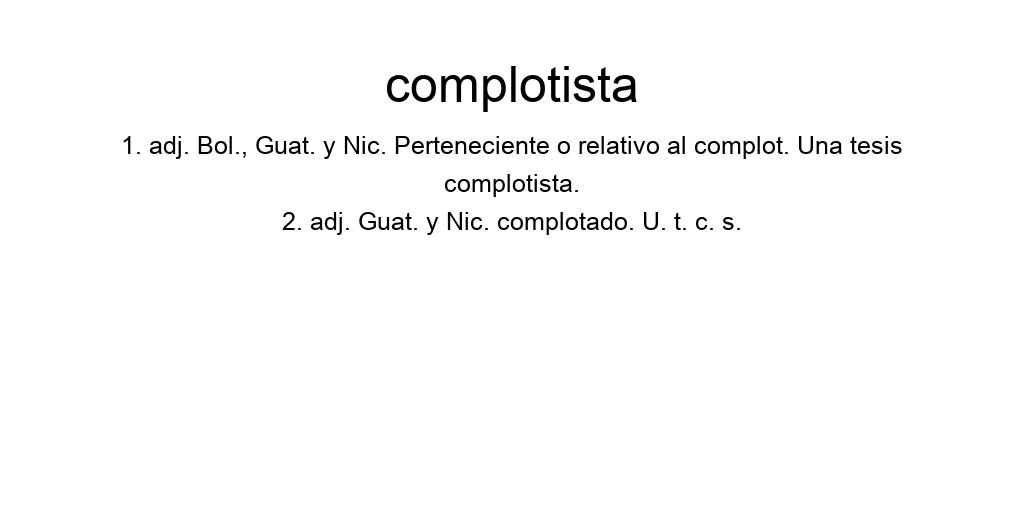 complotista
1. adj. Bol., Guat. y Nic. Perteneciente o relativo al complot. Una tesis
complotista.
2. adj. Guat. y Nic. complotado. U. t. c. s.